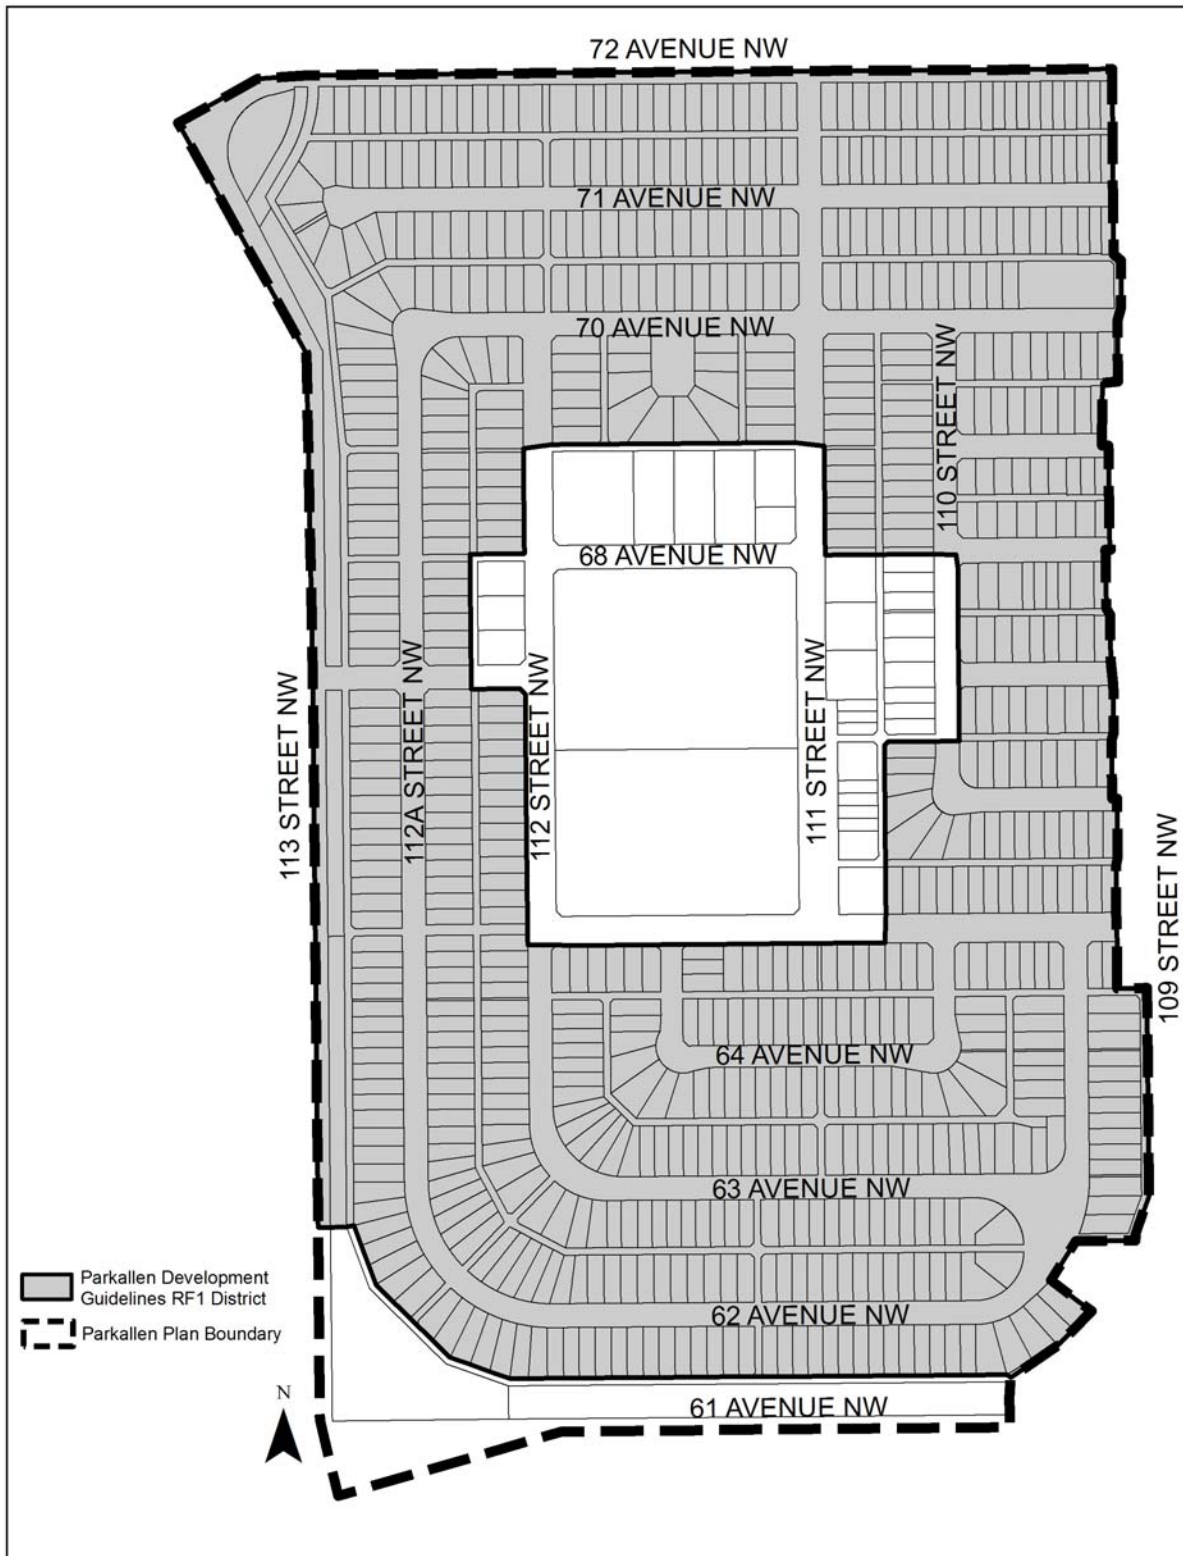 72 AVENUE NW
71 AVENUE NW
70 AVENUE NW
110 STREET NW
68 AVENUE NW
113 STREET NW
112A STREET NW
112 STREET NW
111 STREET NW
109 STREET NW
64 AVENUE NW
63 AVENUE NW
62 AVENUE NW
61 AVENUE NW
Parkallen Development
Guidelines RF1 District
Parkallen Plan Boundary
N